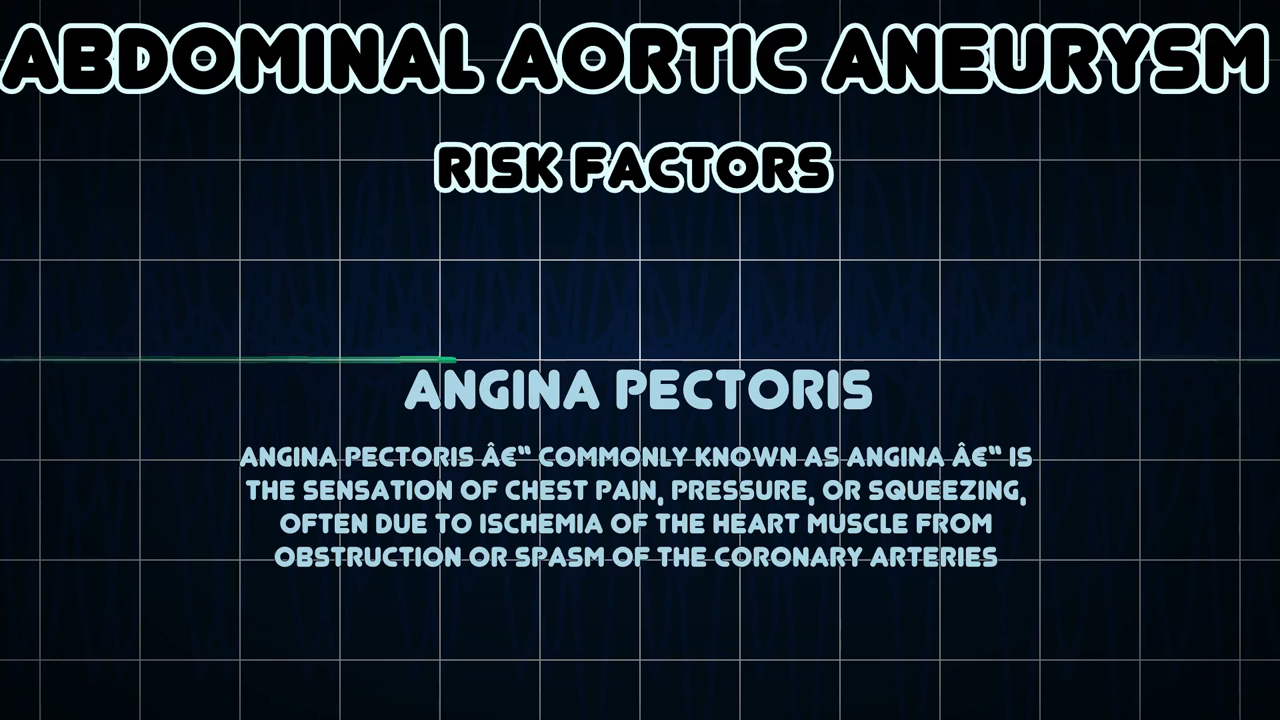 ABDOMINAL AORTIC ANEURYSM
RISK FACTORS
ANGINA PECTORIS
ANGINA PECTORIS Â€“ COMMONLY KNOWN AS ANGINA Â€“ IS
THE SENSATION OF CHEST PAIN, PRESSURE, OR SQUEEZING,
OFTEN DUE TO ISCHEMIA OF THE HEART MUSCLE FROM
OBSTRUCTION OR SPASM OF THE CORONARY ARTERIES